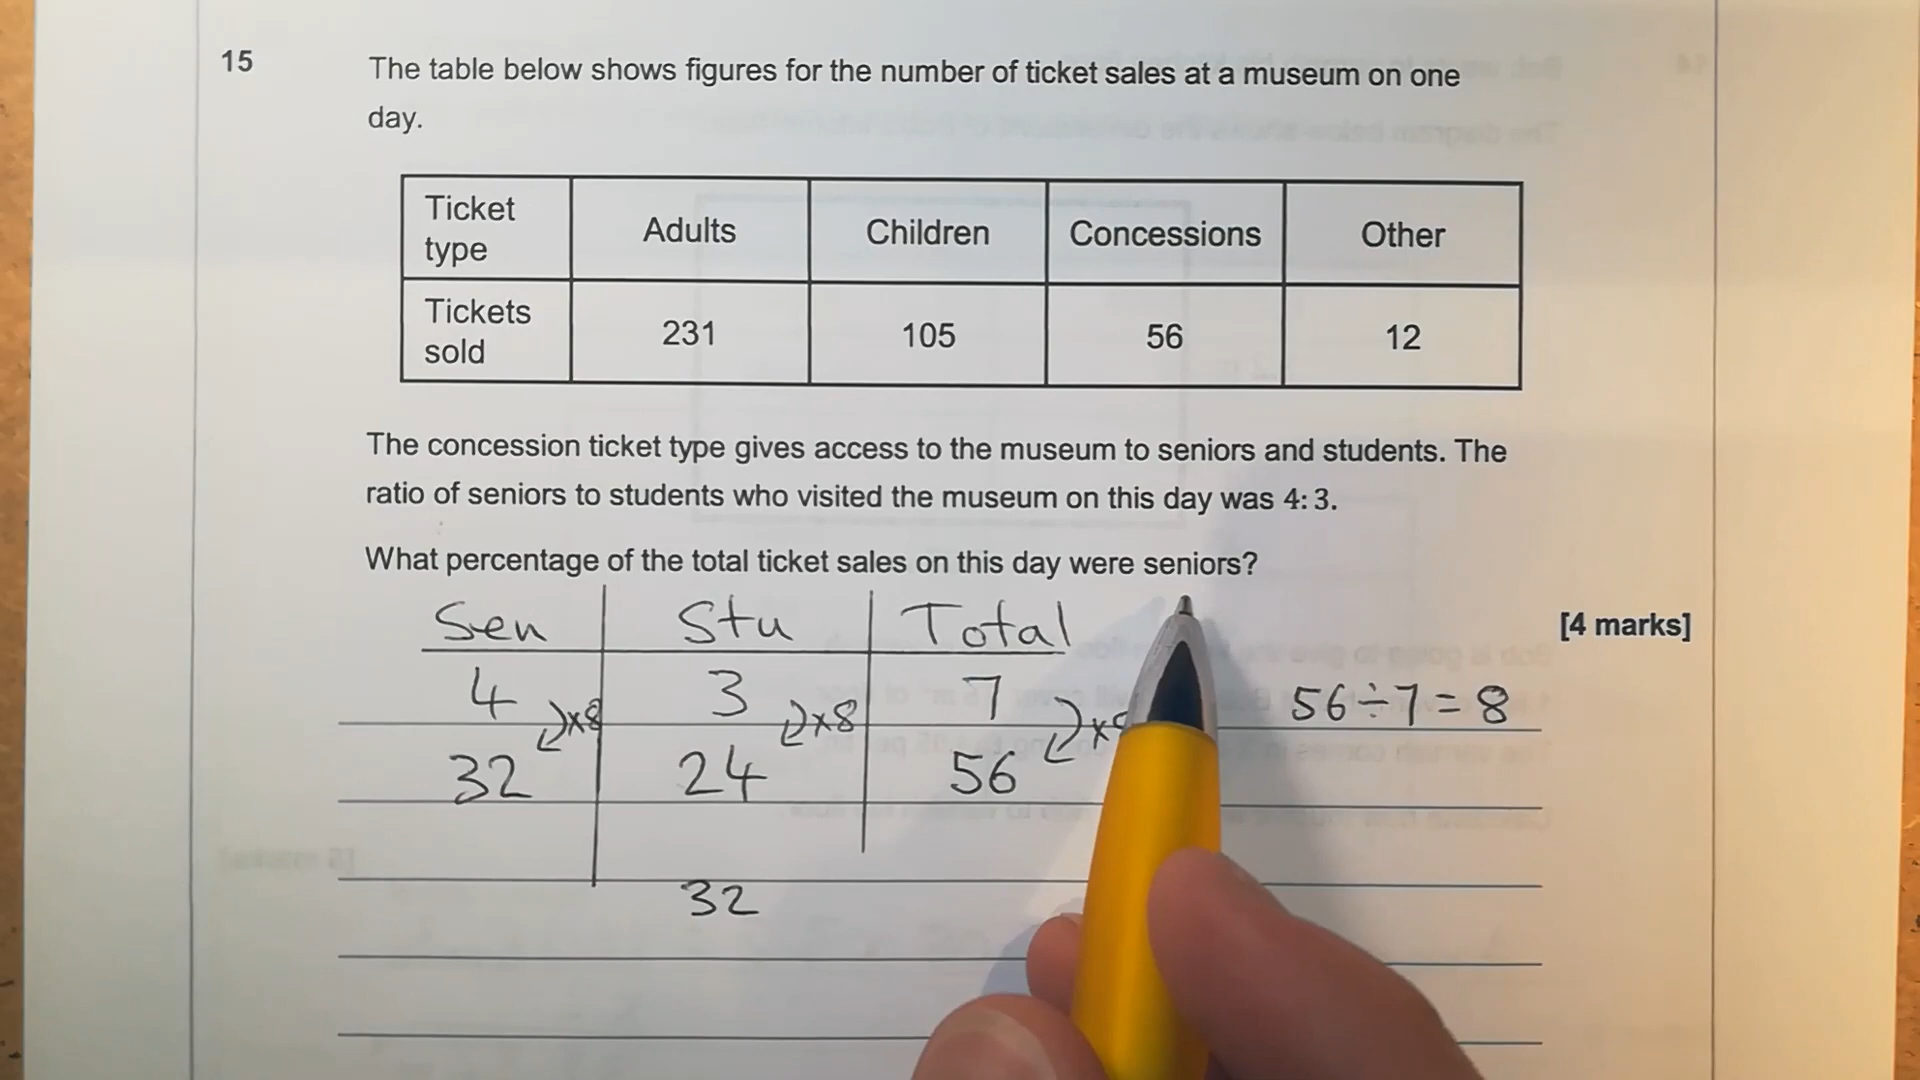 15
The table below shows figures for the number of ticket sales at a museum on one
day.
Ticket type Adults Children Concessions Other
Tickets sold 231 105 56 12
The concession ticket type gives access to the museum to seniors and students. The
ratio of seniors to students who visited the museum on this day was 4:3.
What percentage of the total ticket sales on this day were seniors?
[4 marks]
Sen Stu Total
4 ×8 3 ×8 7 56÷7=8
32 24 56
32